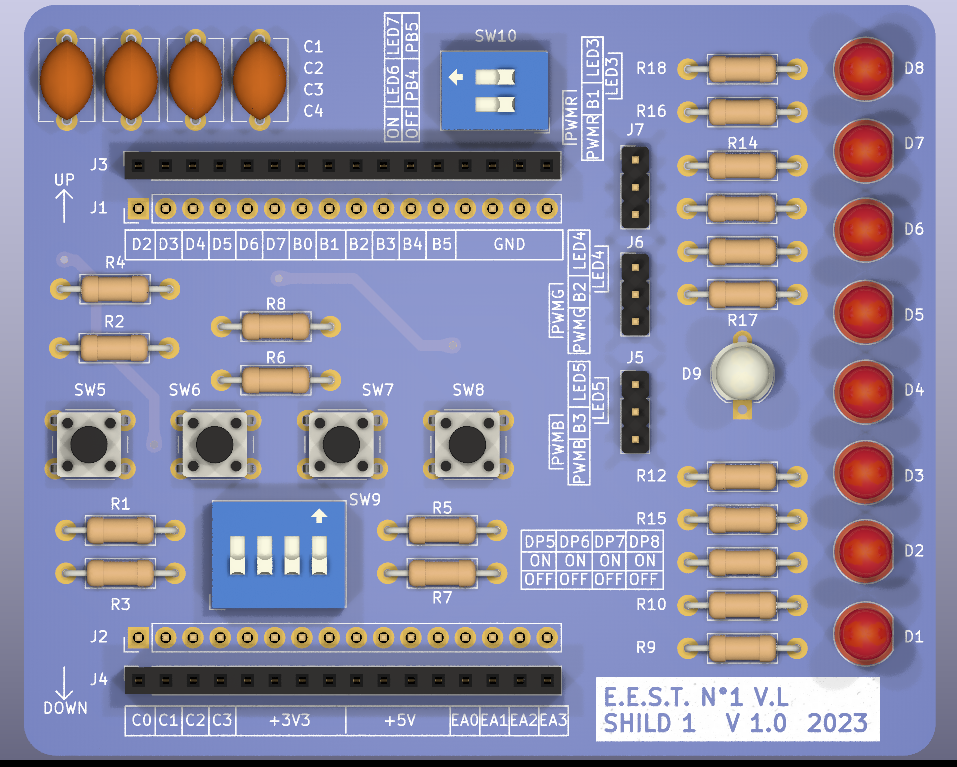 C1
C2
C3
C4
LED7 PB5
LED6 PB4
ON OFF
SW10
LED3
PWMR B1 LED3
PWMR
J7
R18
R16
R14
D8
D7
J3
UP
J1
D2 D3 D4 D5 D6 D7 B0 B1 B2 B3 B4 B5 GND
LED4
PWMG B2 LED4
PWMG
J6
D6
R4
R2
R8
R6
R17
D5
LED5
PWMB B3 LED5
PWMB
J5
D9
D4
SW5 SW6 SW7 SW8
R12
D3
R1
SW9
R5
R15
DP5 DP6 DP7 DP8
ON ON ON ON
OFF OFF OFF OFF
D2
R3
R7
R10
J2
R9
D1
J4
DOWN
C0 C1 C2 C3 +3V3 +5V EA0 EA1 EA2 EA3
E.E.S.T. N°1 V.L
SHILD 1 V 1.0 2023